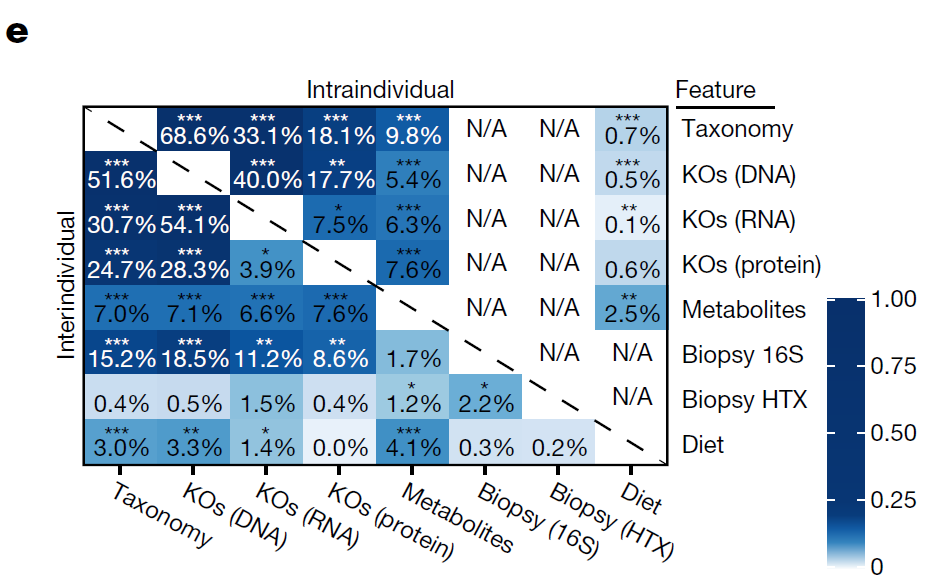 e
Intraindividual
Feature
*** *** *** *** ***
68.6% 33.1% 18.1% 9.8% N/A N/A 0.7% Taxonomy
*** *** ** *** ***
51.6% 40.0% 17.7% 5.4% N/A N/A 0.5% KOs (DNA)
*** *** * *** **
30.7% 54.1% 7.5% 6.3% N/A N/A 0.1% KOs (RNA)
*** *** * ***
24.7% 28.3% 3.9% 7.6% N/A N/A 0.6% KOs (protein)
*** *** *** *** **
7.0% 7.1% 6.6% 7.6% N/A N/A 2.5% Metabolites
*** *** ** **
15.2% 18.5% 11.2% 8.6% 1.7% N/A N/A Biopsy 16S
* *
0.4% 0.5% 1.5% 0.4% 1.2% 2.2% N/A Biopsy HTX
*** ** * ***
3.0% 3.3% 1.4% 0.0% 4.1% 0.3% 0.2% Diet
Interindividual
Taxonomy
KOs (DNA)
KOs (RNA)
KOs (protein)
Metabolites
Biopsy (16S)
Biopsy (HTX)
Diet
1.00
0.75
0.50
0.25
0